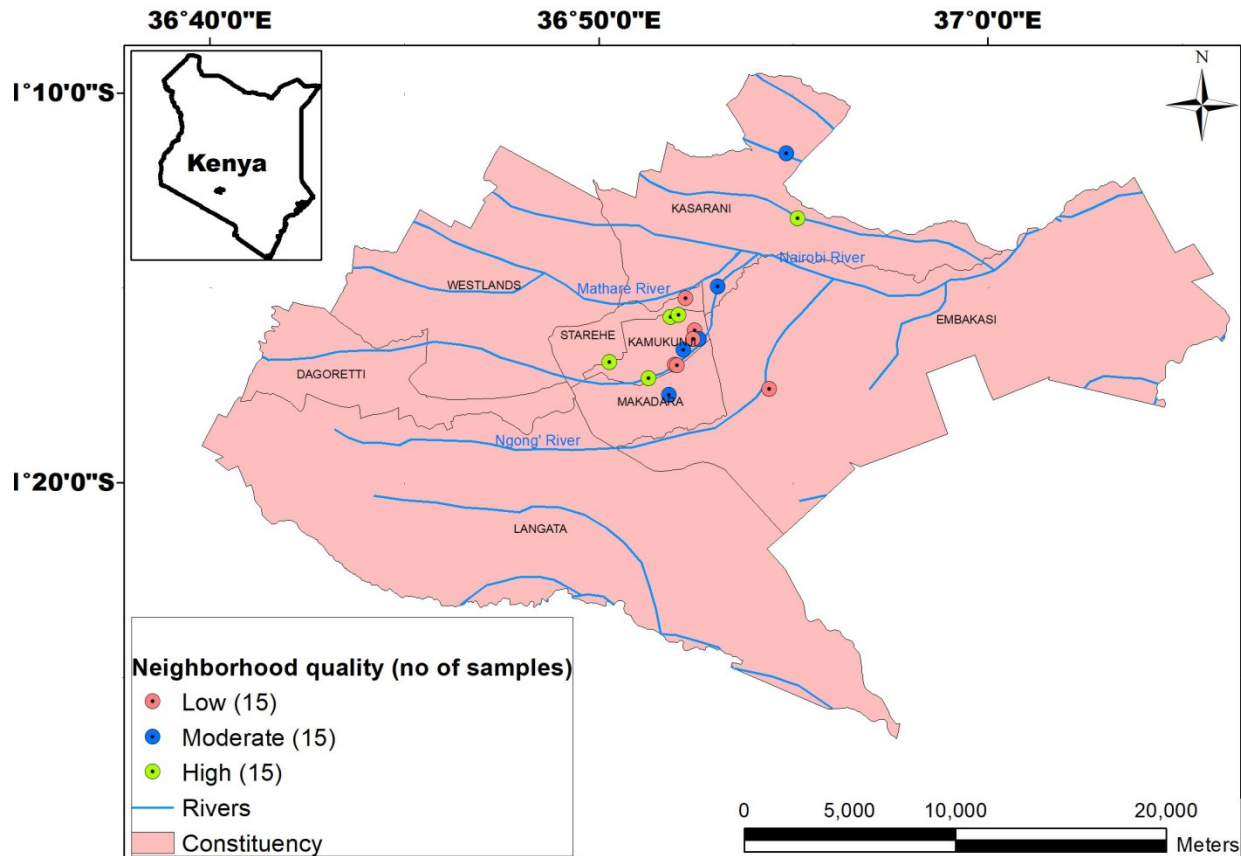 36°40'0"E
36°50'0"E
37°0'0"E
1°10'0"S
1°20'0"S
N
Kenya
KASARANI
Nairobi River
WESTLANDS
Mathare River
STAREHE
KAMUKUNJI
EMBAKASI
DAGORETTI
MAKADARA
Ngong' River
LANGATA
Neighborhood quality (no of samples)
Low (15)
Moderate (15)
High (15)
Rivers
Constituency
0 5,000 10,000 20,000
Meters